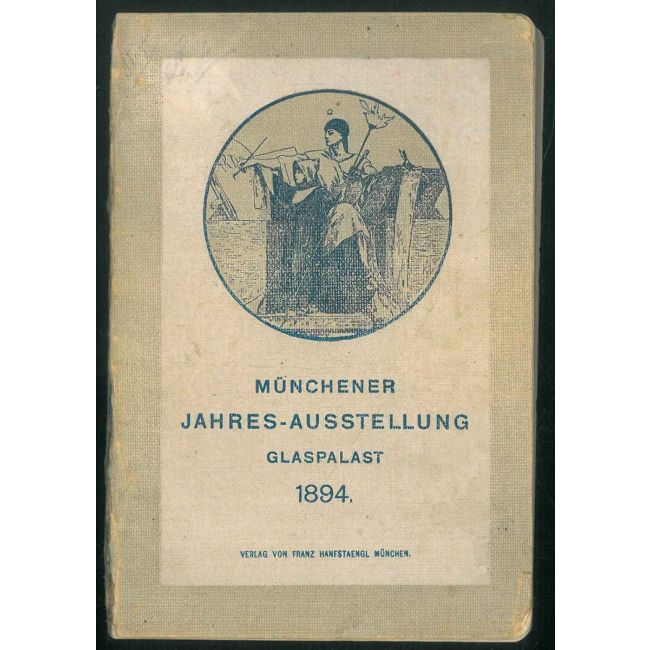 MÜNCHENER
JAHRES-AUSSTELLUNG
GLASPALAST
1894.
VERLAG VON FRANZ HANFSTAENGL MÜNCHEN.